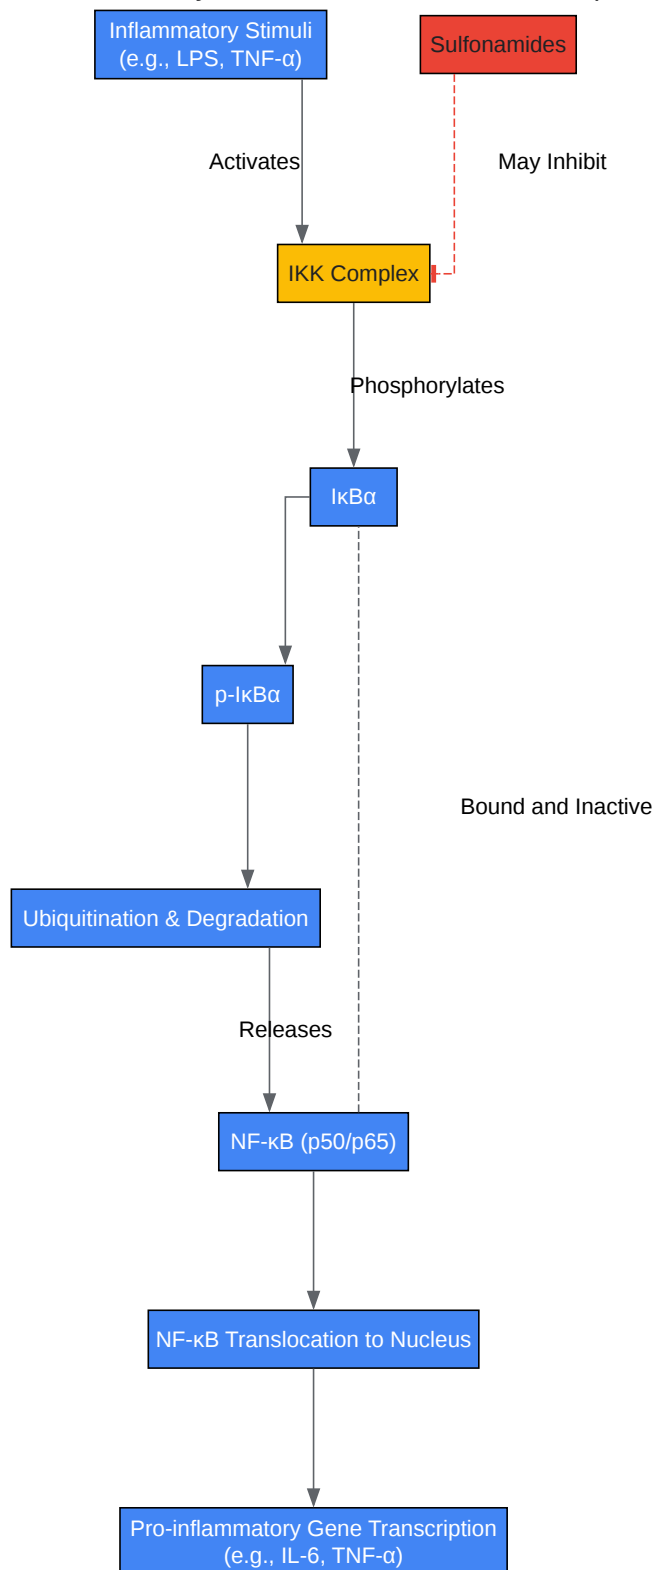 Inflammatory Stimuli
(e.g., LPS, TNF-α)
Sulfonamides
Activates
May Inhibit
IKK Complex
Phosphorylates
IκBα
p-IκBα
Bound and Inactive
Ubiquitination & Degradation
Releases
NF-κB (p50/p65)
NF-κB Translocation to Nucleus
Pro-inflammatory Gene Transcription
(e.g., IL-6, TNF-α)